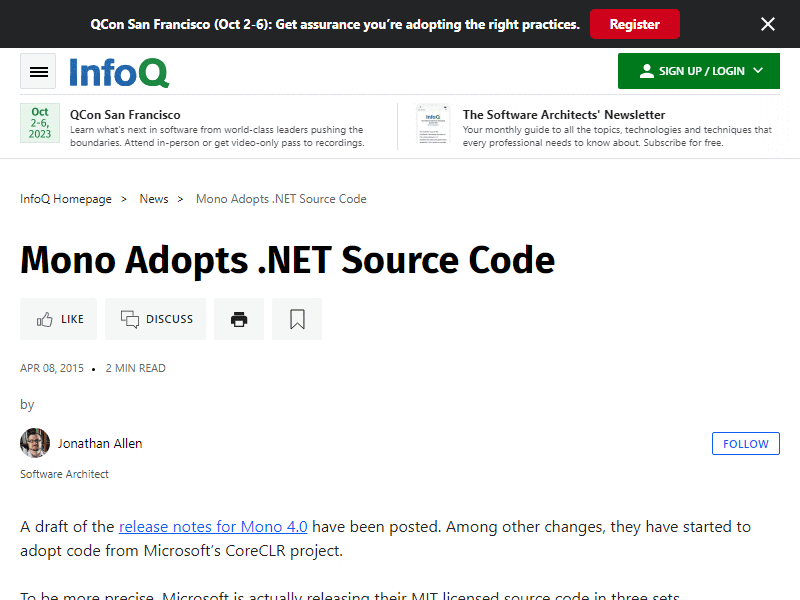 QCon San Francisco (Oct 2-6): Get assurance you’re adopting the right practices.
Register
InfoQ
SIGN UP / LOGIN
Oct
2-6,
2023
QCon San Francisco
Learn what's next in software from world-class leaders pushing the
boundaries. Attend in-person or get video-only pass to recordings.
The Software Architects' Newsletter
Your monthly guide to all the topics, technologies and techniques that
every professional needs to know about. Subscribe for free.
InfoQ Homepage > News > Mono Adopts .NET Source Code
Mono Adopts .NET Source Code
LIKE
DISCUSS
APR 08, 2015 • 2 MIN READ
by
Jonathan Allen
FOLLOW
Software Architect
A draft of the release notes for Mono 4.0 have been posted. Among other changes, they have started to
adopt code from Microsoft’s CoreCLR project.
To be more precise, Microsoft is actually releasing their MIT licensed source code in three sets.